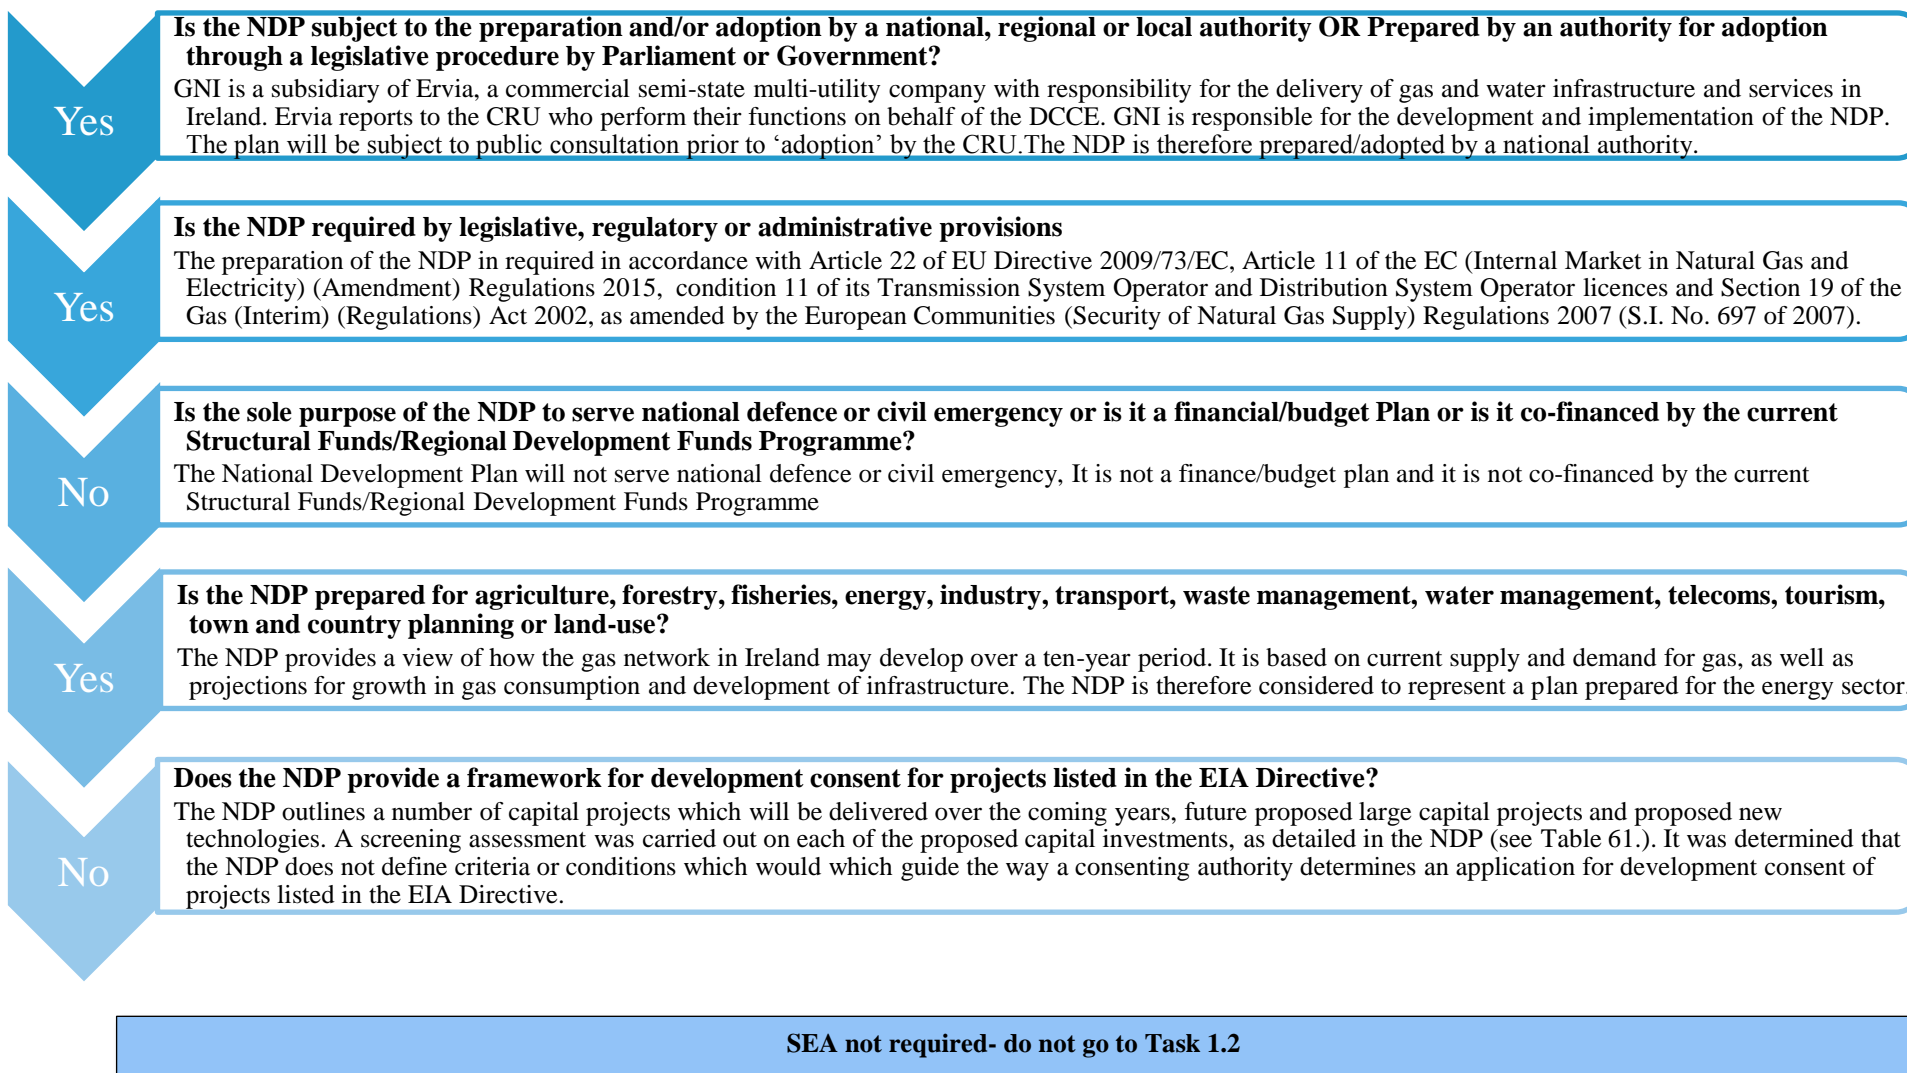 Is the NDP subject to the preparation and/or adoption by a national, regional or local authority OR Prepared by an authority for adoption
through a legislative procedure by Parliament or Government?
GNI is a subsidiary of Ervia, a commercial semi-state multi-utility company with responsibility for the delivery of gas and water infrastructure and services in
Ireland. Ervia reports to the CRU who perform their functions on behalf of the DCCE. GNI is responsible for the development and implementation of the NDP.
The plan will be subject to public consultation prior to ‘adoption’ by the CRU.The NDP is therefore prepared/adopted by a national authority.
Yes
Is the NDP required by legislative, regulatory or administrative provisions
The preparation of the NDP in required in accordance with Article 22 of EU Directive 2009/73/EC, Article 11 of the EC (Internal Market in Natural Gas and
Electricity) (Amendment) Regulations 2015, condition 11 of its Transmission System Operator and Distribution System Operator licences and Section 19 of the
Gas (Interim) (Regulations) Act 2002, as amended by the European Communities (Security of Natural Gas Supply) Regulations 2007 (S.I. No. 697 of 2007).
Yes
Is the sole purpose of the NDP to serve national defence or civil emergency or is it a financial/budget Plan or is it co-financed by the current
Structural Funds/Regional Development Funds Programme?
The National Development Plan will not serve national defence or civil emergency, It is not a finance/budget plan and it is not co-financed by the current
Structural Funds/Regional Development Funds Programme
No
Is the NDP prepared for agriculture, forestry, fisheries, energy, industry, transport, waste management, water management, telecoms, tourism,
town and country planning or land-use?
The NDP provides a view of how the gas network in Ireland may develop over a ten-year period. It is based on current supply and demand for gas, as well as
projections for growth in gas consumption and development of infrastructure. The NDP is therefore considered to represent a plan prepared for the energy sector.
Yes
Does the NDP provide a framework for development consent for projects listed in the EIA Directive?
The NDP outlines a number of capital projects which will be delivered over the coming years, future proposed large capital projects and proposed new
technologies. A screening assessment was carried out on each of the proposed capital investments, as detailed in the NDP (see Table 61.). It was determined that
the NDP does not define criteria or conditions which would which guide the way a consenting authority determines an application for development consent of
projects listed in the EIA Directive.
No
SEA not required- do not go to Task 1.2